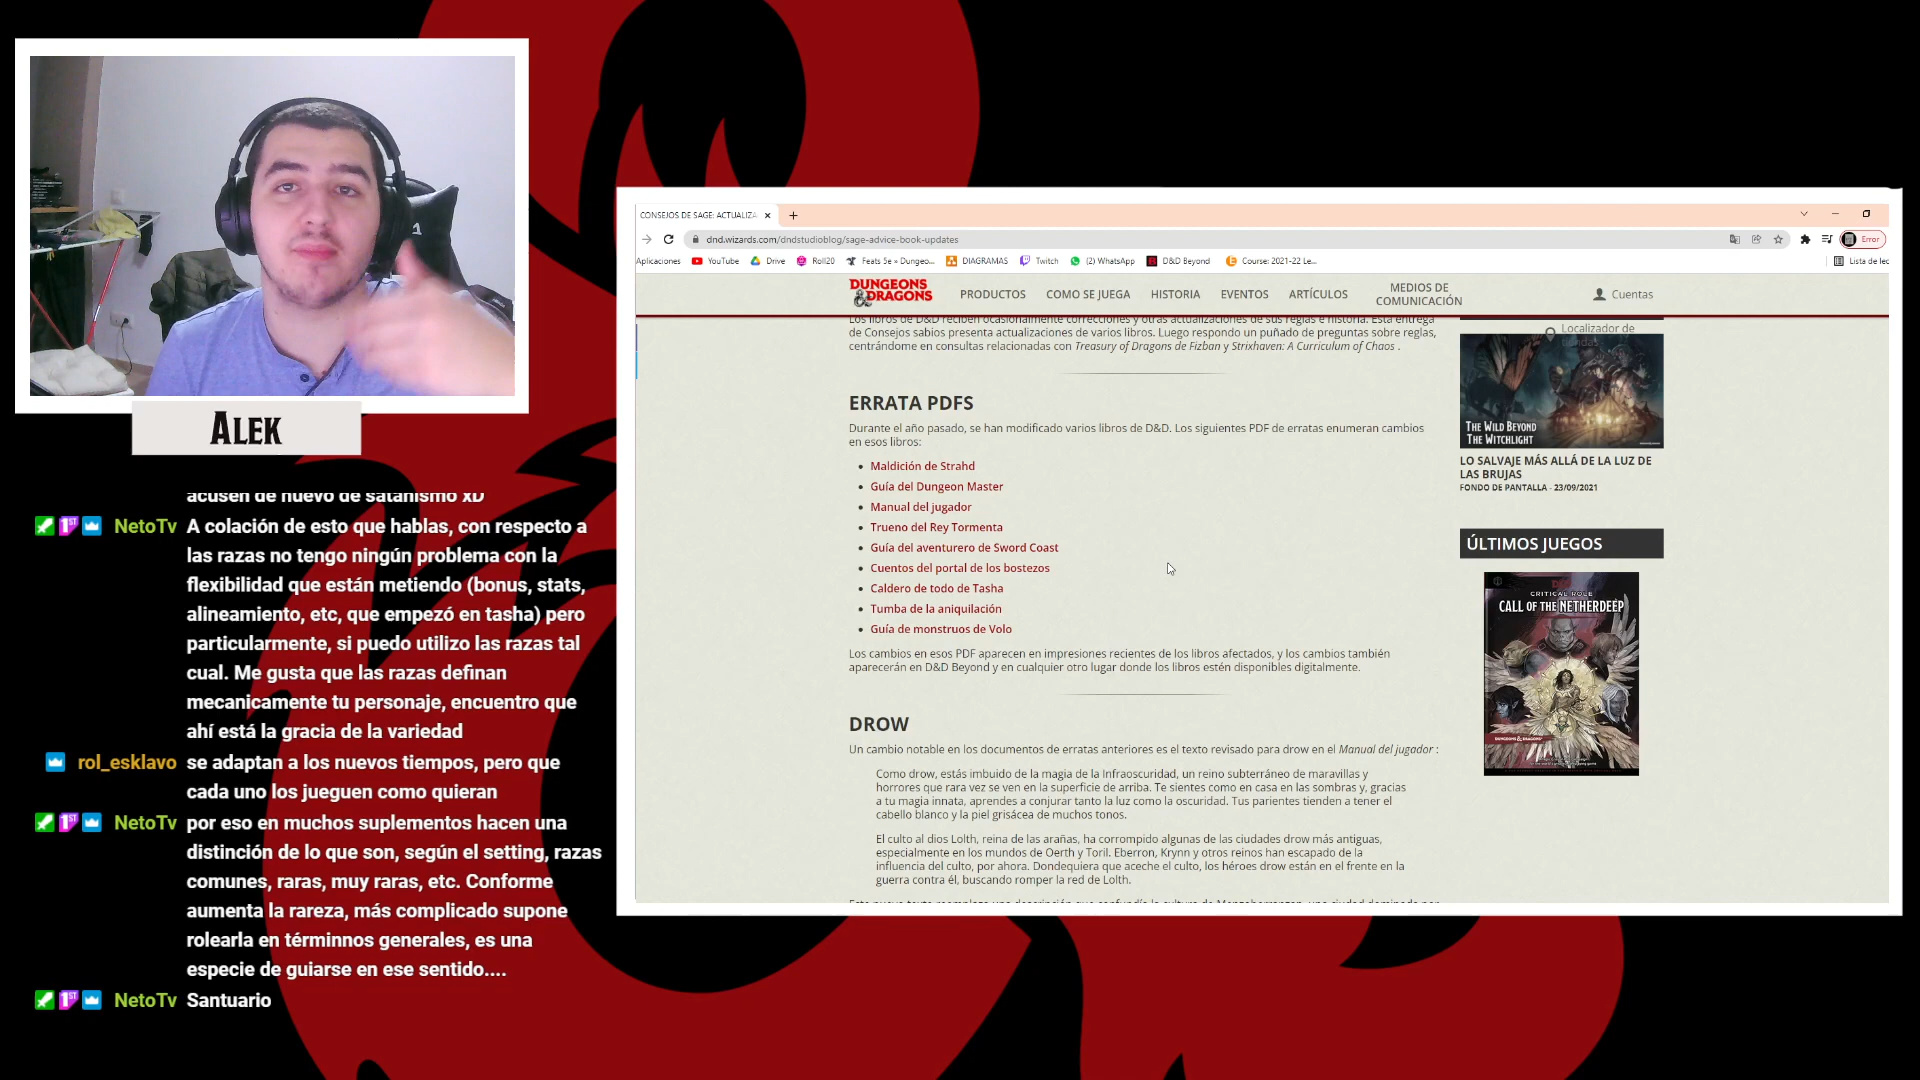 ALEK
acusen de nuevo de satanismo xD
NetoTv A colación de esto que hablas, con respecto a
las razas no tengo ningún problema con la
flexibilidad que están metiendo (bonus, stats,
alineamiento, etc, que empezó en tasha) pero
particularmente, si puedo utilizo las razas tal
cual. Me gusta que las razas definan
mecanicamente tu personaje, encuentro que
ahí está la gracia de la variedad
rol_esklavo se adaptan a los nuevos tiempos, pero que
cada uno los jueguen como quieran
NetoTv por eso en muchos suplementos hacen una
distinción de lo que son, según el setting, razas
comunes, raras, muy raras, etc. Conforme
aumenta la rareza, más complicado supone
rolearla en términnos generales, es una
especie de guiarse en ese sentido....
NetoTv Santuario
CONSEJOS DE SAGE: ACTUALIZA
dnd.wizards.com/dndstudioblog/sage-advice-book-updates
Error
Aplicaciones YouTube Drive Roll20 Feats 5e » Dungeo... DIAGRAMAS Twitch (2) WhatsApp D&D Beyond Course: 2021-22 Le... Lista de lec
DUNGEONS & DRAGONS
PRODUCTOS COMO SE JUEGA HISTORIA EVENTOS ARTÍCULOS MEDIOS DE COMUNICACIÓN Cuentas
Localizador de
Los libros de D&D reciben ocasionalmente correcciones y otras actualizaciones de sus reglas e historia. Esta entrega
de Consejos sabios presenta actualizaciones de varios libros. Luego respondo un puñado de preguntas sobre reglas,
centrándome en consultas relacionadas con Treasury of Dragons de Fizban y Strixhaven: A Curriculum of Chaos .
ERRATA PDFS
Durante el año pasado, se han modificado varios libros de D&D. Los siguientes PDF de erratas enumeran cambios
en esos libros:
Maldición de Strahd
Guía del Dungeon Master
Manual del jugador
Trueno del Rey Tormenta
Guía del aventurero de Sword Coast
Cuentos del portal de los bostezos
Caldero de todo de Tasha
Tumba de la aniquilación
Guía de monstruos de Volo
Los cambios en esos PDF aparecen en impresiones recientes de los libros afectados, y los cambios también
aparecerán en D&D Beyond y en cualquier otro lugar donde los libros estén disponibles digitalmente.
DROW
Un cambio notable en los documentos de erratas anteriores es el texto revisado para drow en el Manual del jugador :
Como drow, estás imbuido de la magia de la Infraoscuridad, un reino subterráneo de maravillas y
horrores que rara vez se ven en la superficie de arriba. Te sientes como en casa en las sombras y, gracias
a tu magia innata, aprendes a conjurar tanto la luz como la oscuridad. Tus parientes tienden a tener el
cabello blanco y la piel grisácea de muchos tonos.
El culto al dios Lolth, reina de las arañas, ha corrompido algunas de las ciudades drow más antiguas,
especialmente en los mundos de Oerth y Toril. Eberron, Krynn y otros reinos han escapado de la
influencia del culto, por ahora. Dondequiera que aceche el culto, los héroes drow están en el frente en la
guerra contra él, buscando romper la red de Lolth.
THE WILD BEYOND
THE WITCHLIGHT
LO SALVAJE MÁS ALLÁ DE LA LUZ DE
LAS BRUJAS
FONDO DE PANTALLA - 23/09/2021
ÚLTIMOS JUEGOS
CRITICAL ROLE
CALL OF THE NETHERDEEP
DUNGEONS & DRAGONS